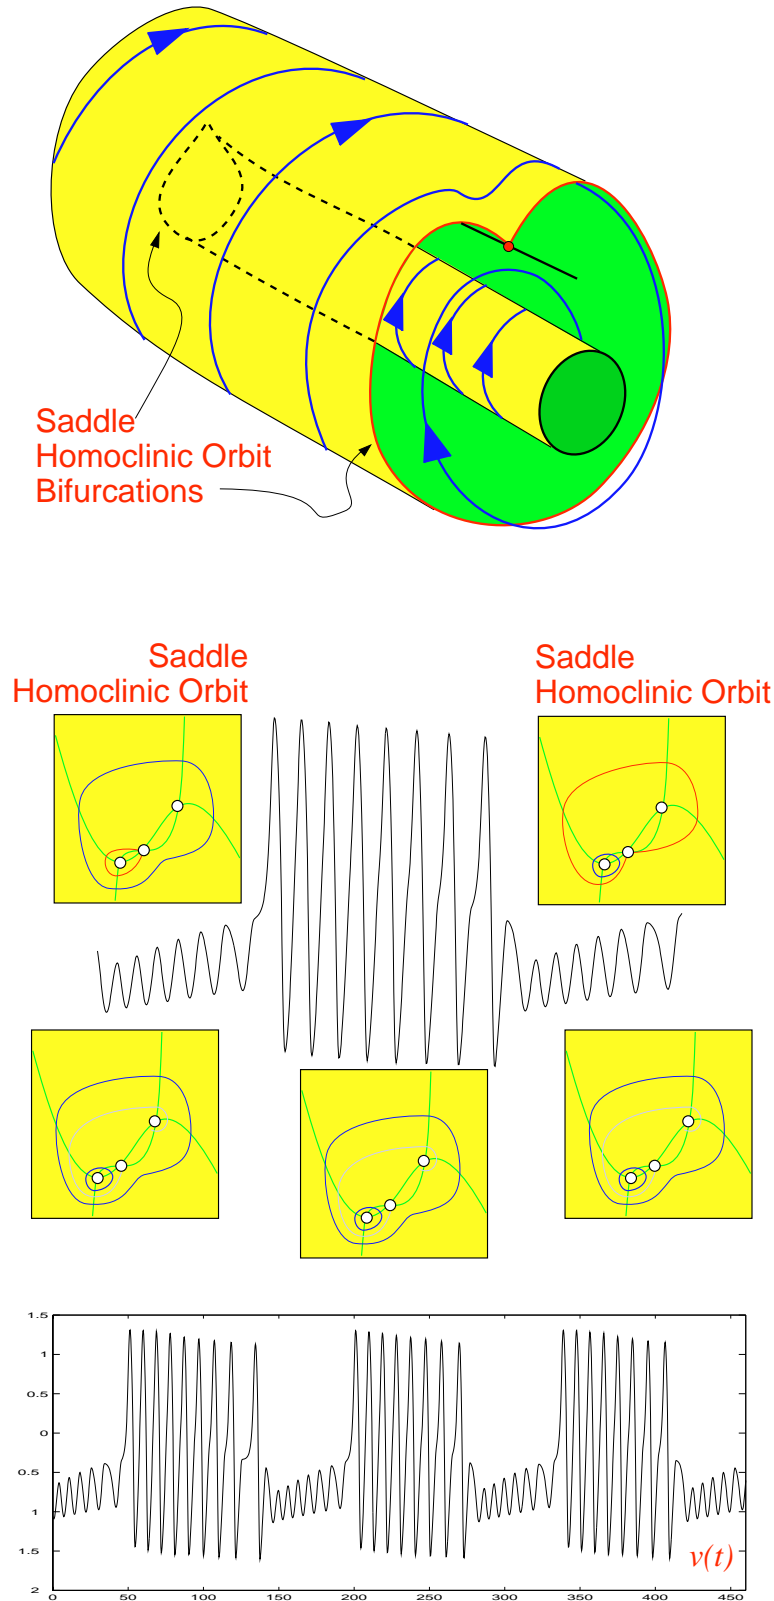 Saddle
Homoclinic Orbit
Bifurcations
Saddle
Homoclinic Orbit
Saddle
Homoclinic Orbit
1.5
1
0.5
0
0.5
1
1.5
2
v(t)
0 50 100 150 200 250 300 350 400 450